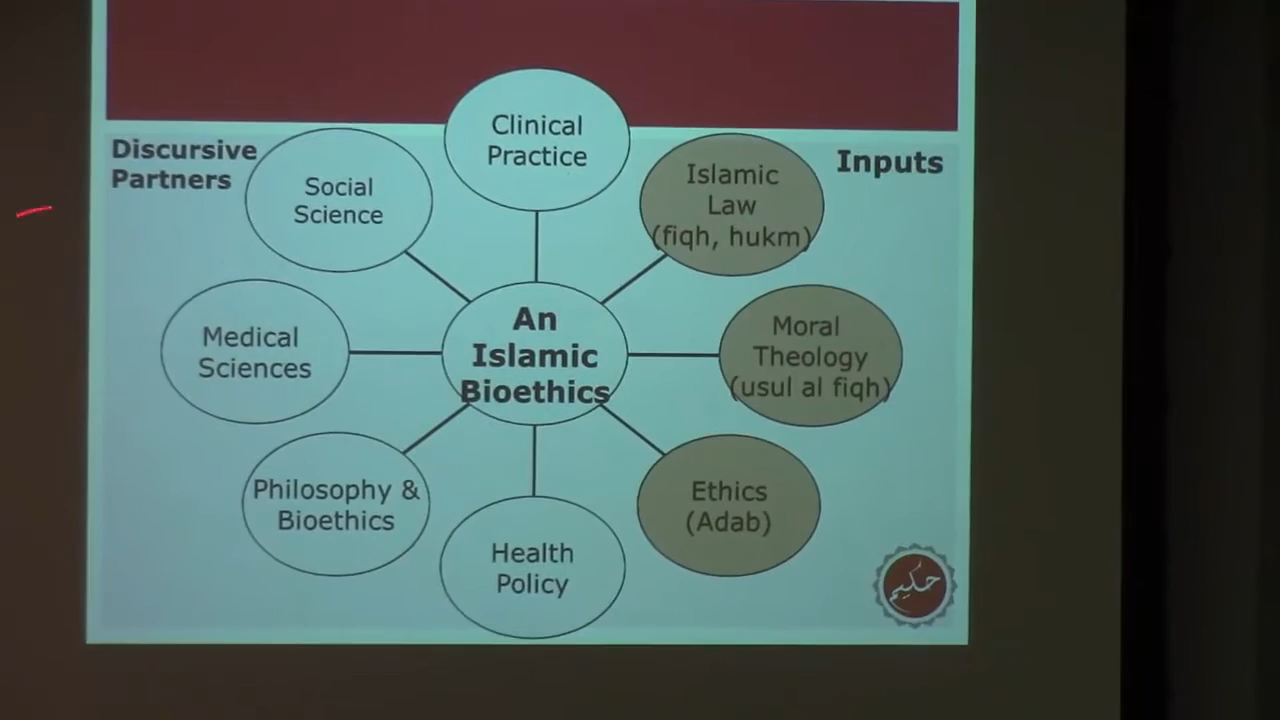 Discursive
Partners
Inputs
Clinical
Practice
Social
Science
Islamic
Law
(fiqh, hukm)
Medical
Sciences
An
Islamic
Bioethics
Moral
Theology
(usul al fiqh)
Philosophy &
Bioethics
Ethics
(Adab)
Health
Policy
حكيم